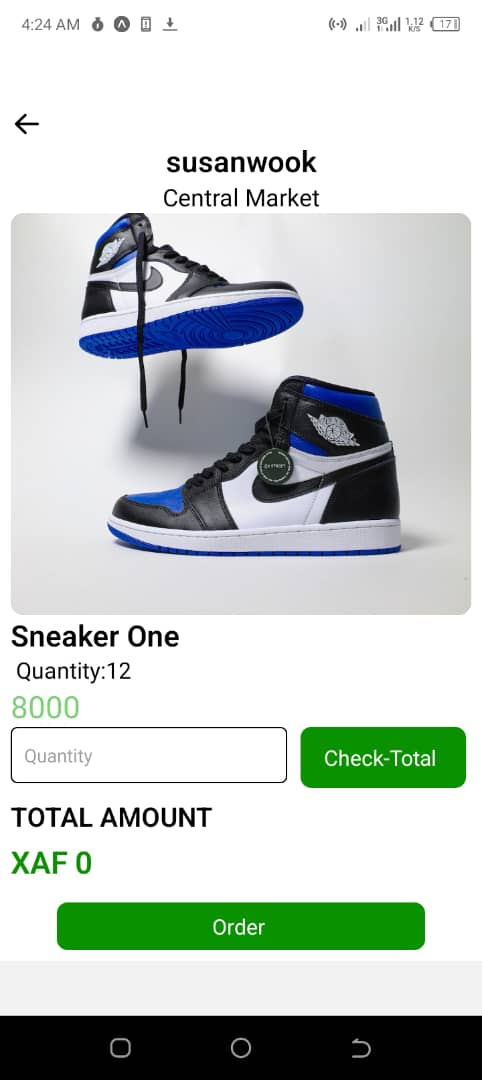 4:24 AM
3G
1.12
K/S
17
susanwook
Central Market
Sneaker One
Quantity:12
8000
Quantity
Check-Total
TOTAL AMOUNT
XAF 0
Order